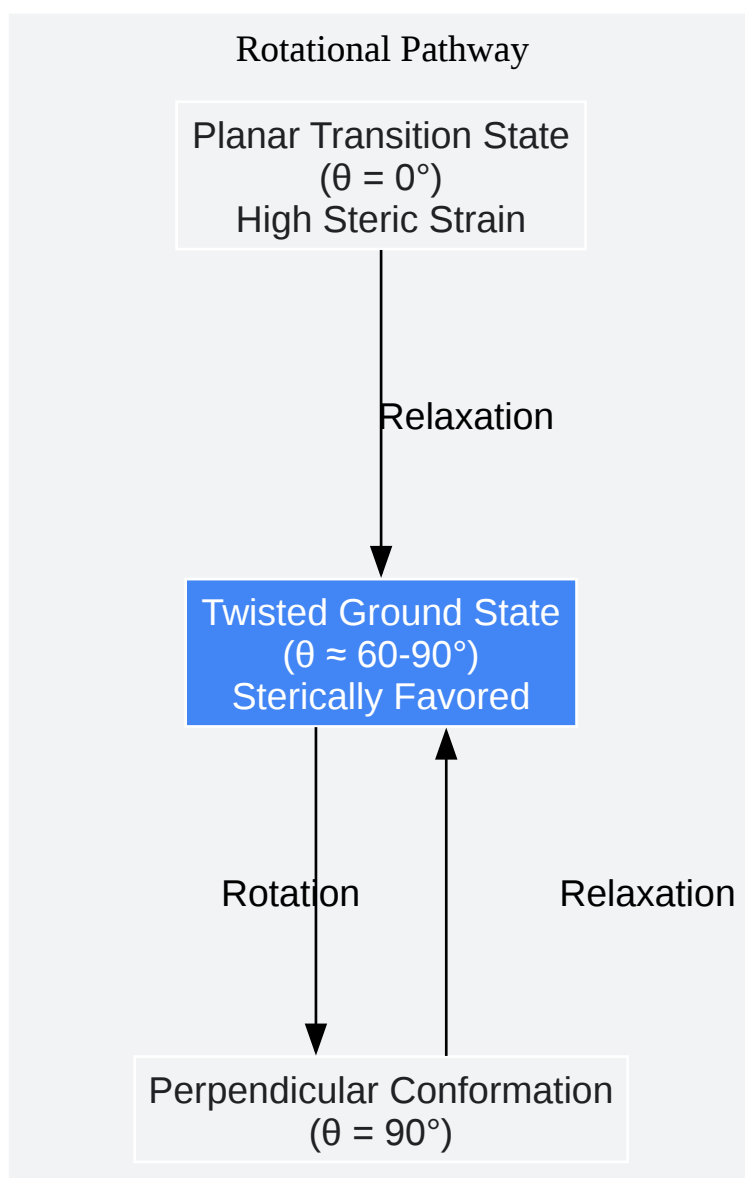 Rotational Pathway
Planar Transition State
(θ = 0°)
High Steric Strain
Relaxation
Twisted Ground State
(θ ≈ 60-90°)
Sterically Favored
Rotation
Relaxation
Perpendicular Conformation
(θ = 90°)